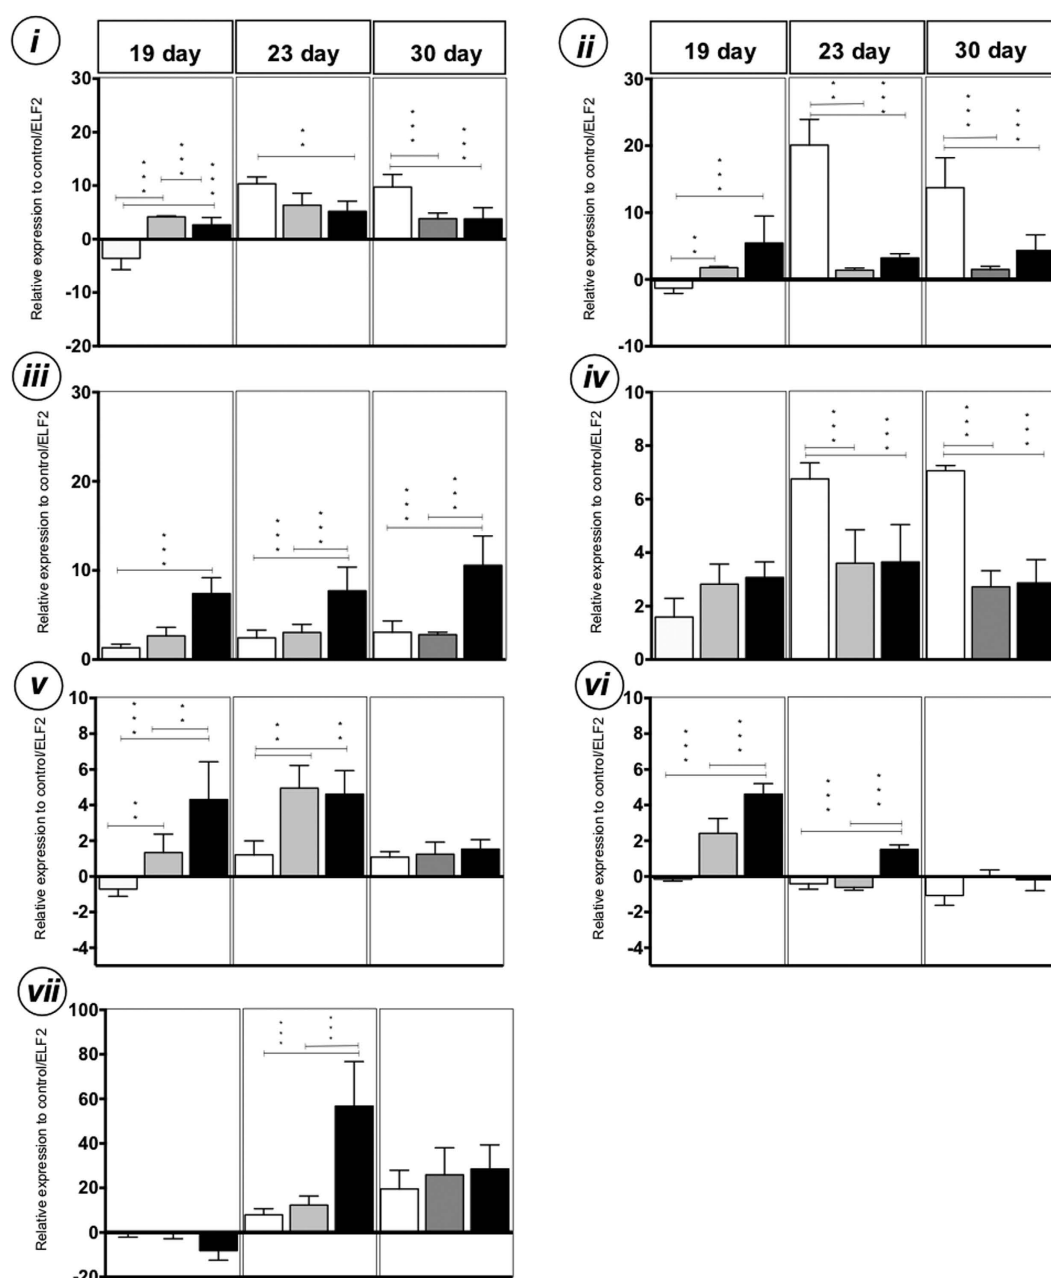 i
19 day 23 day 30 day
Relative expression to control/ELF2
30
20
10
0
-10
-20
* * * * * * * * *
* *
* * * * * *
ii
19 day 23 day 30 day
Relative expression to control/ELF2
30
20
10
0
-10
* * * * *
* * * * *
* * * * * *
iii
Relative expression to control/ELF2
30
20
10
0
* * *
* * * * * *
* * * * * *
iv
Relative expression to control/ELF2
10
8
6
4
2
0
* * * * * *
* * * * * *
v
Relative expression to control/ELF2
10
8
6
4
2
0
-2
-4
* * * * * * *
* * * *
vi
Relative expression to control/ELF2
10
8
6
4
2
0
-2
-4
* * * * * *
* * * * * *
vii
Relative expression to control/ELF2
100
80
60
40
20
0
-20
* * * * * *